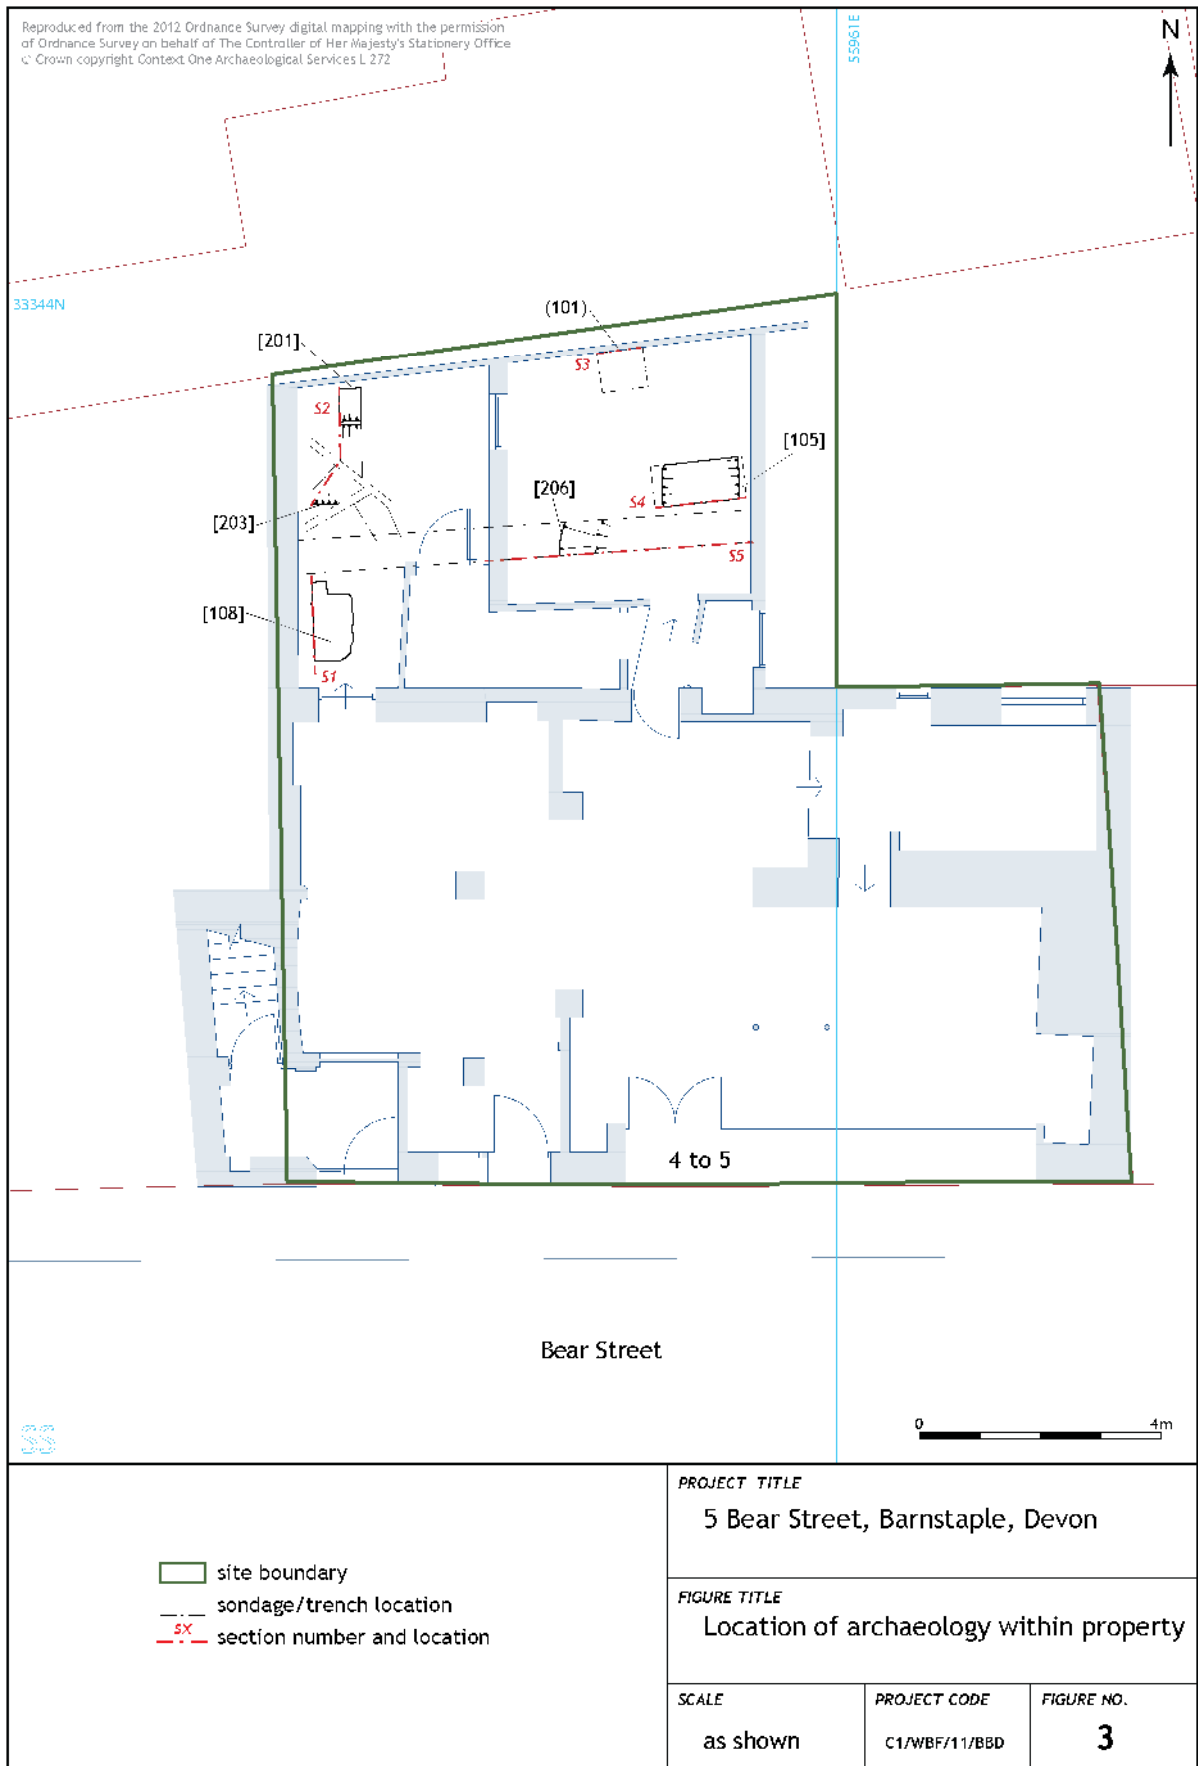 Reproduced from the 2012 Ordnance Survey digital mapping with the permission
of Ordnance Survey on behalf of The Controller of Her Majesty's Stationery Office
© Crown copyright Context One Archaeological Services L 272
55961E
N
33344N
(101)
[201]
S3
S2
[105]
[206]
S4
[203]
S5
[108]
S1
4 to 5
Bear Street
SS
0 4m
site boundary
sondage/trench location
SX
section number and location
PROJECT TITLE
5 Bear Street, Barnstaple, Devon
FIGURE TITLE
Location of archaeology within property
SCALE
as shown
PROJECT CODE
C1/WBF/11/BBD
FIGURE NO.
3